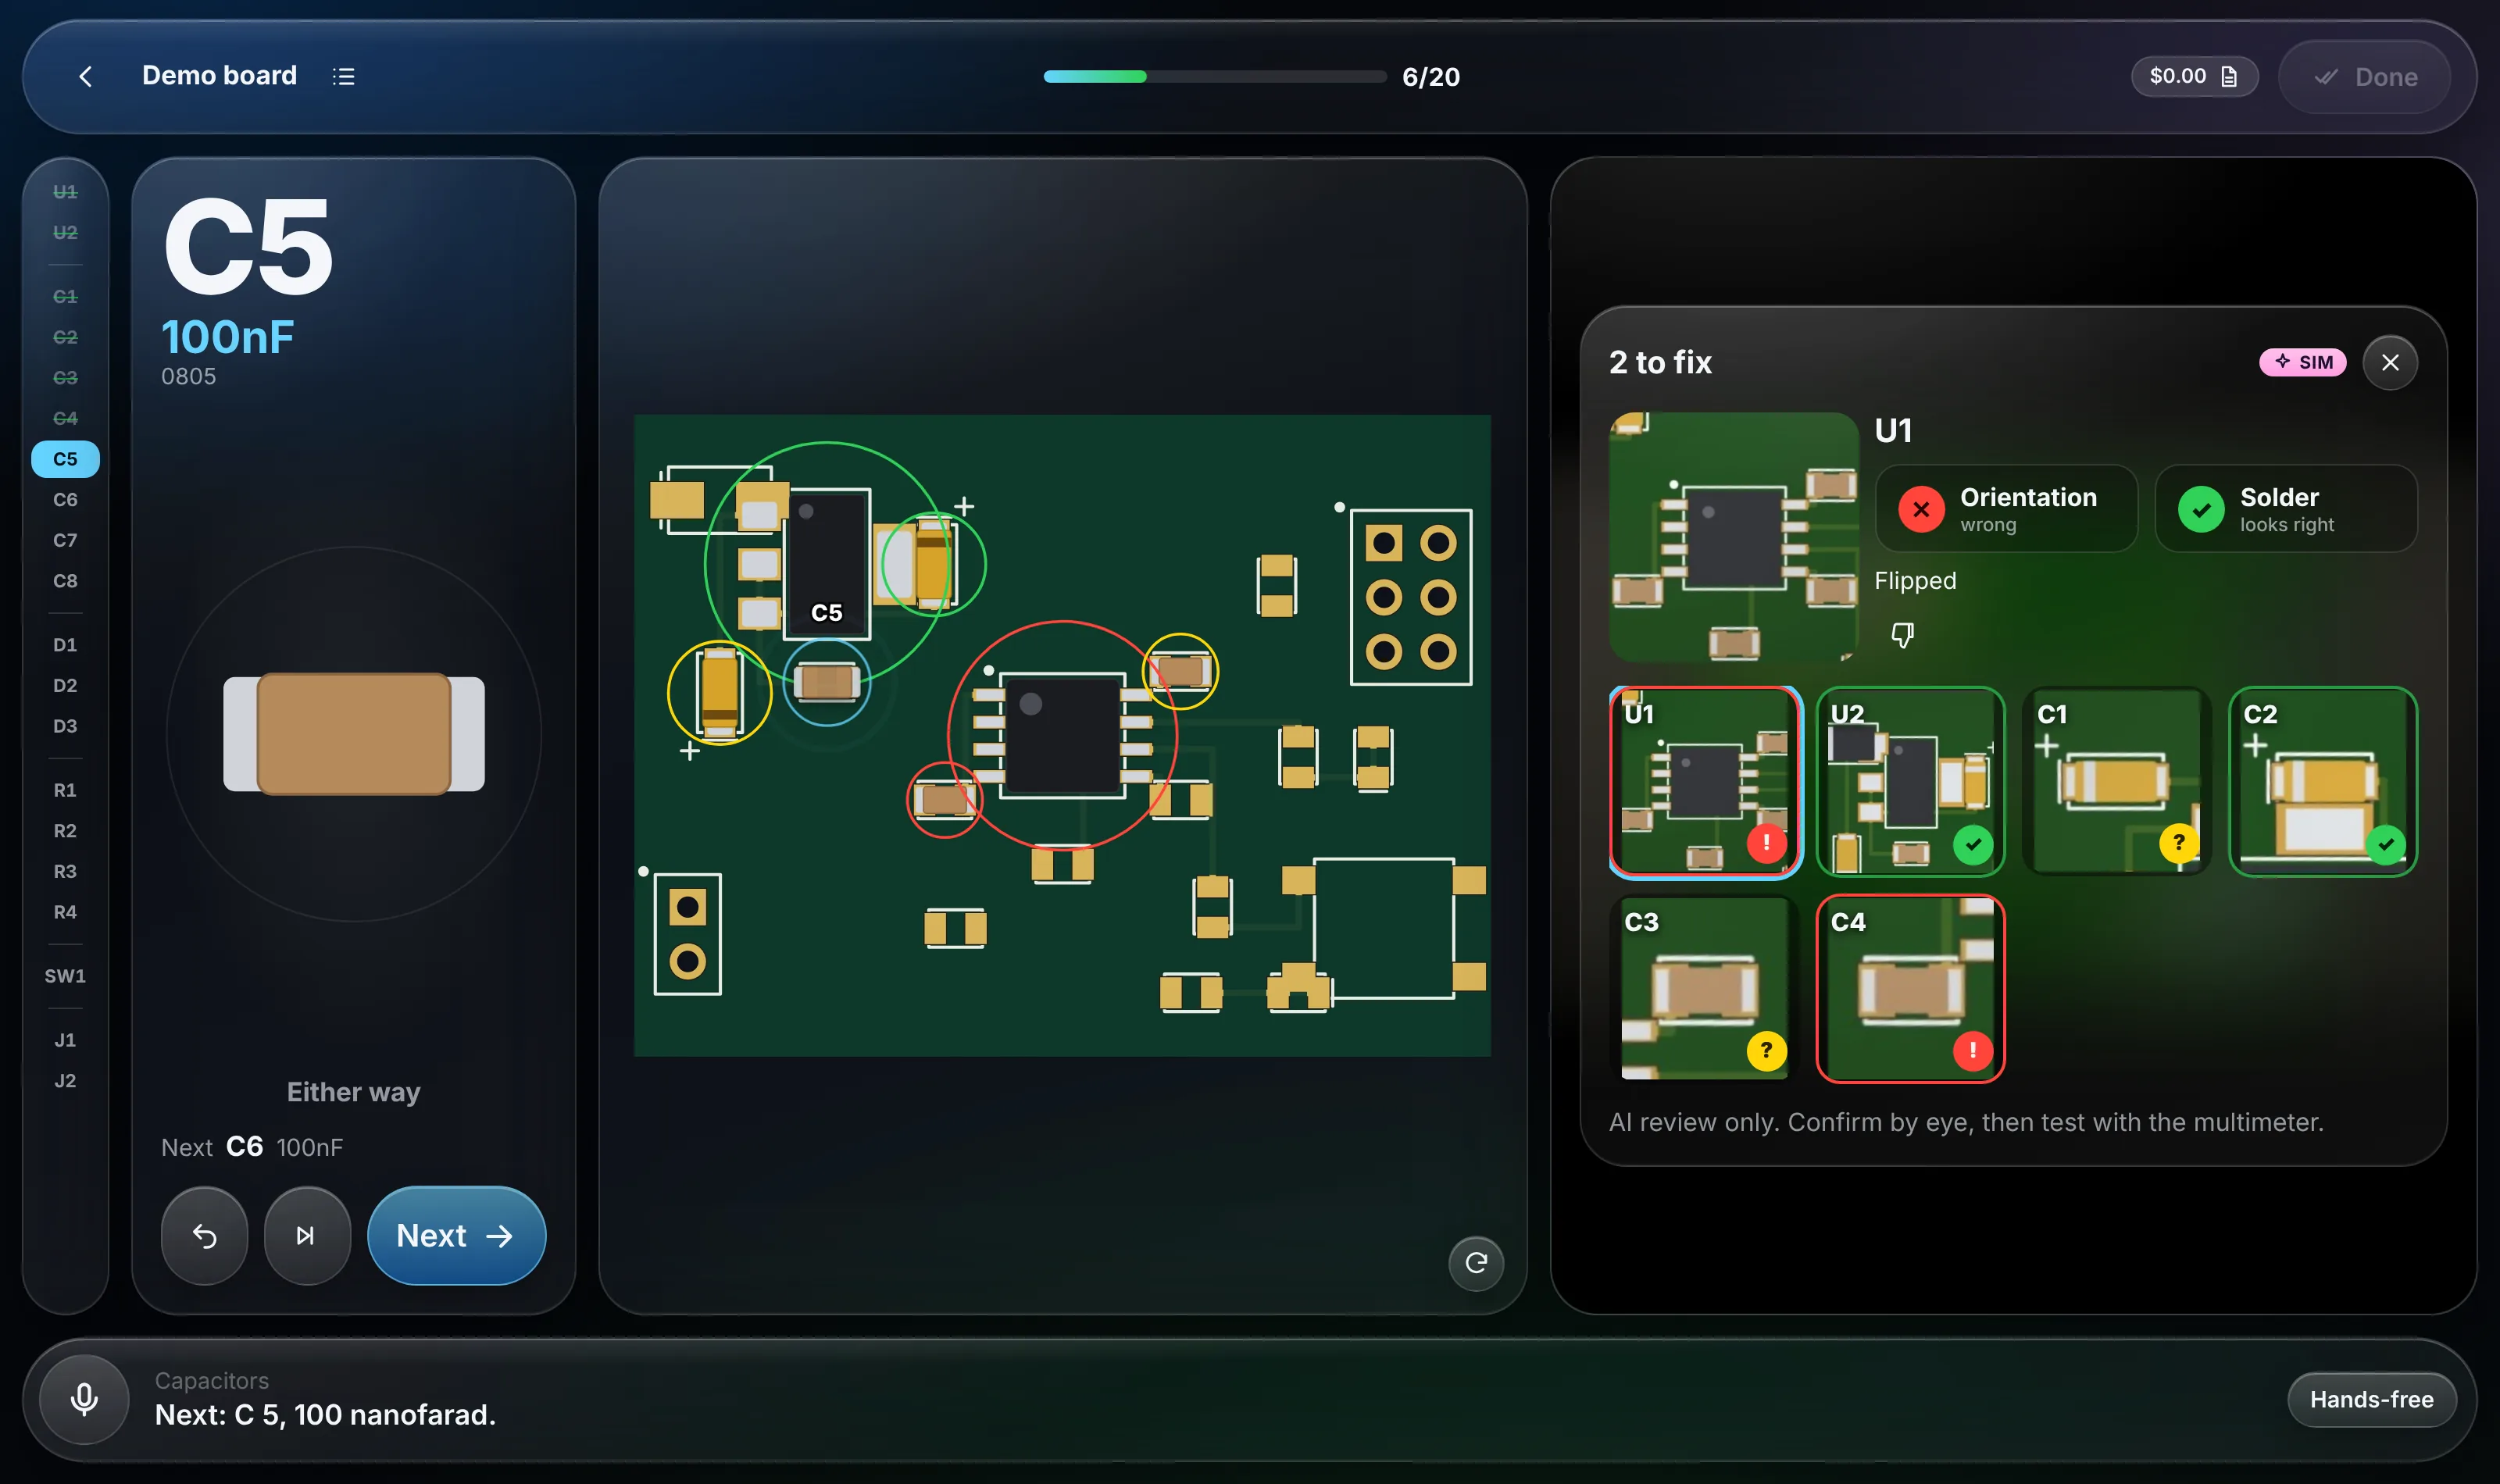 Demo board
6/20
$0.00
Done
U1
U2
C1
C2
C3
C4
C5
C6
C7
C8
D1
D2
D3
R1
R2
R3
R4
SW1
J1
J2
C5
100nF
0805
Either way
Next C6 100nF
Next
C5
2 to fix
SIM
U1
Orientation
wrong
Solder
looks right
Flipped
U1
U2
C1
C2
C3
C4
AI review only. Confirm by eye, then test with the multimeter.
Capacitors
Next: C 5, 100 nanofarad.
Hands-free